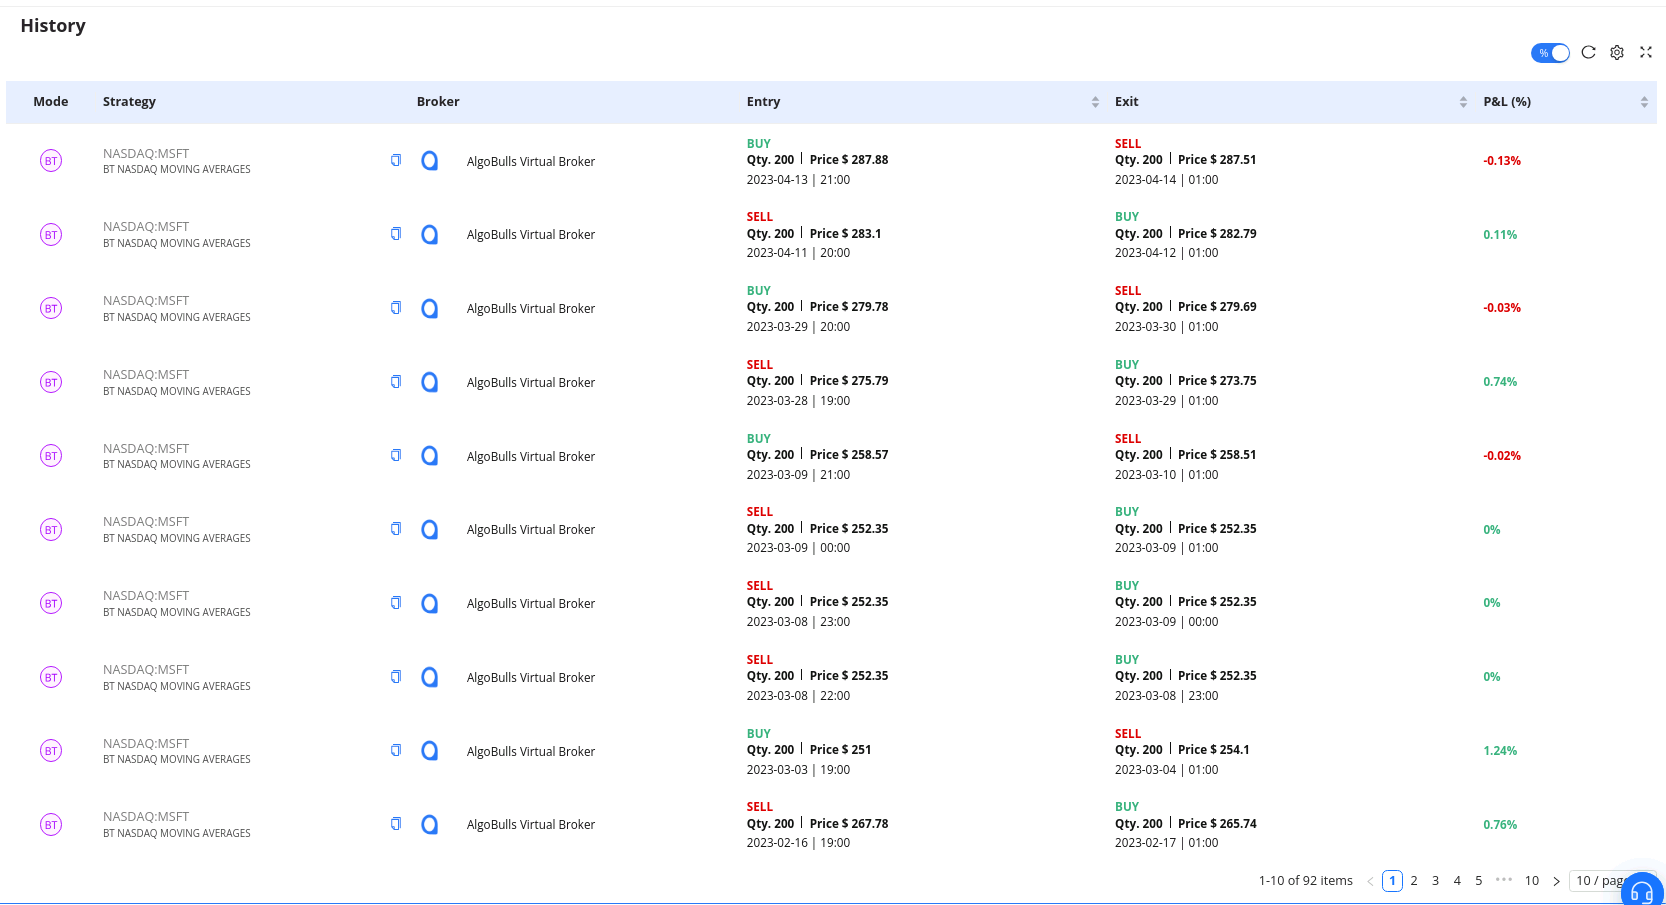 History
%
Mode Strategy Broker Entry Exit P&L (%)
BT NASDAQ:MSFT BT NASDAQ MOVING AVERAGES AlgoBulls Virtual Broker BUY Qty. 200 | Price $ 287.88 2023-04-13 | 21:00 SELL Qty. 200 | Price $ 287.51 2023-04-14 | 01:00 -0.13%
BT NASDAQ:MSFT BT NASDAQ MOVING AVERAGES AlgoBulls Virtual Broker SELL Qty. 200 | Price $ 283.1 2023-04-11 | 20:00 BUY Qty. 200 | Price $ 282.79 2023-04-12 | 01:00 0.11%
BT NASDAQ:MSFT BT NASDAQ MOVING AVERAGES AlgoBulls Virtual Broker BUY Qty. 200 | Price $ 279.78 2023-03-29 | 20:00 SELL Qty. 200 | Price $ 279.69 2023-03-30 | 01:00 -0.03%
BT NASDAQ:MSFT BT NASDAQ MOVING AVERAGES AlgoBulls Virtual Broker SELL Qty. 200 | Price $ 275.79 2023-03-28 | 19:00 BUY Qty. 200 | Price $ 273.75 2023-03-29 | 01:00 0.74%
BT NASDAQ:MSFT BT NASDAQ MOVING AVERAGES AlgoBulls Virtual Broker BUY Qty. 200 | Price $ 258.57 2023-03-09 | 21:00 SELL Qty. 200 | Price $ 258.51 2023-03-10 | 01:00 -0.02%
BT NASDAQ:MSFT BT NASDAQ MOVING AVERAGES AlgoBulls Virtual Broker SELL Qty. 200 | Price $ 252.35 2023-03-09 | 00:00 BUY Qty. 200 | Price $ 252.35 2023-03-09 | 01:00 0%
BT NASDAQ:MSFT BT NASDAQ MOVING AVERAGES AlgoBulls Virtual Broker SELL Qty. 200 | Price $ 252.35 2023-03-08 | 23:00 BUY Qty. 200 | Price $ 252.35 2023-03-09 | 00:00 0%
BT NASDAQ:MSFT BT NASDAQ MOVING AVERAGES AlgoBulls Virtual Broker SELL Qty. 200 | Price $ 252.35 2023-03-08 | 22:00 BUY Qty. 200 | Price $ 252.35 2023-03-08 | 23:00 0%
BT NASDAQ:MSFT BT NASDAQ MOVING AVERAGES AlgoBulls Virtual Broker BUY Qty. 200 | Price $ 251 2023-03-03 | 19:00 SELL Qty. 200 | Price $ 254.1 2023-03-04 | 01:00 1.24%
BT NASDAQ:MSFT BT NASDAQ MOVING AVERAGES AlgoBulls Virtual Broker SELL Qty. 200 | Price $ 267.78 2023-02-16 | 19:00 BUY Qty. 200 | Price $ 265.74 2023-02-17 | 01:00 0.76%
1-10 of 92 items < 1 2 3 4 5 ••• 10 > 10 /